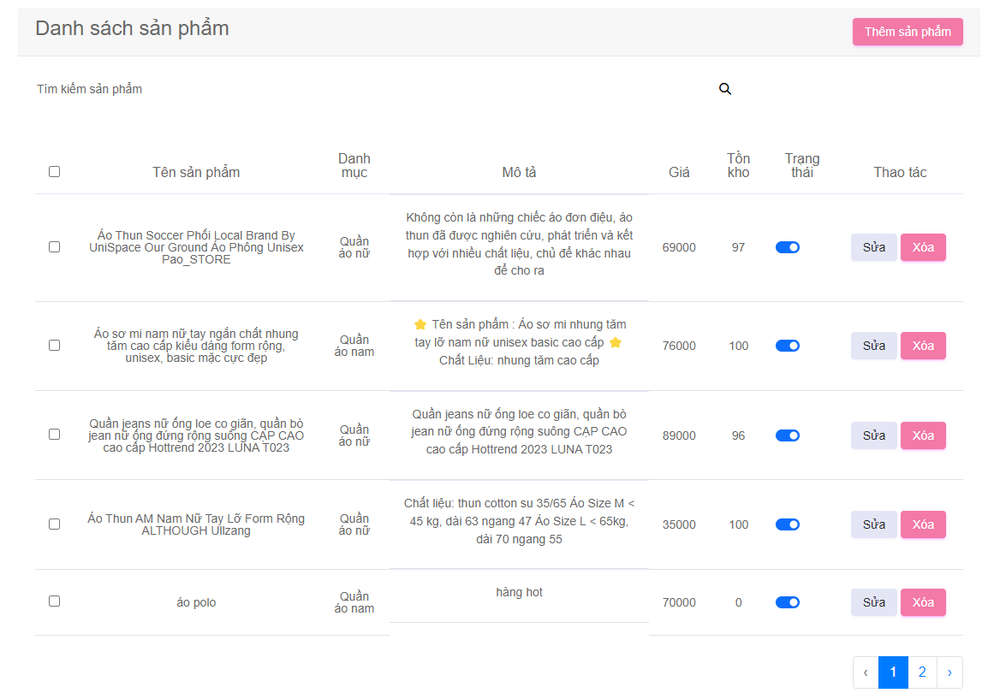 Danh sách sản phẩm
Thêm sản phẩm
Tìm kiếm sản phẩm
Tên sản phẩm
Danh
mục
Mô tả
Giá
Tồn
kho
Trạng
thái
Thao tác
Áo Thun Soccer Phối Local Brand By
UniSpace Our Ground Áo Phông Unisex
Pao_STORE
Quần
áo nữ
Không còn là những chiếc áo đơn điệu, áo
thun đã được nghiên cứu, phát triển và kết
hợp với nhiều chất liệu, chủ để khác nhau
để cho ra
69000
97
Sửa
Xóa
Áo sơ mi nam nữ tay ngắn chất nhung
tăm cao cấp kiểu dáng form rộng,
unisex, basic mặc cực đẹp
Quần
áo nam
⭐ Tên sản phẩm : Áo sơ mi nhung tăm
tay lỡ nam nữ unisex basic cao cấp ⭐
Chất Liệu: nhung tăm cao cấp
76000
100
Sửa
Xóa
Quần jeans nữ ống loe co giãn, quần bò
jean nữ ống đứng rộng suông CẠP CAO
cao cấp Hottrend 2023 LUNA T023
Quần
áo nữ
Quần jeans nữ ống loe co giãn, quần bò
jean nữ ống đứng rộng suông CẠP CAO
cao cấp Hottrend 2023 LUNA T023
89000
96
Sửa
Xóa
Áo Thun AM Nam Nữ Tay Lỡ Form Rộng
ALTHOUGH Ullzang
Quần
áo nữ
Chất liệu: thun cotton su 35/65 Áo Size M <
45 kg, dài 63 ngang 47 Áo Size L < 65kg,
dài 70 ngang 55
35000
100
Sửa
Xóa
áo polo
Quần
áo nam
hàng hot
70000
0
Sửa
Xóa
‹ 1 2 ›